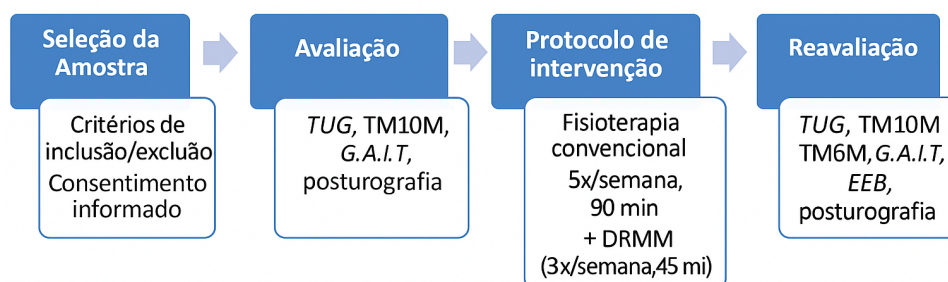 Seleção da
Amostra
Critérios de
inclusão/excluão
Consentimento
informado
Avaliação
TUG, TM10M,
G.A.I.T,
posturografia
Protocolo de
intervenção
Fisioterapia
convencional
5x/semana,
90 min
+ DRMM
(3x/semana,45 mi)
Reavaliação
TUG, TM10M
TM6M,G.A.I.T,
EEB,
posturografia